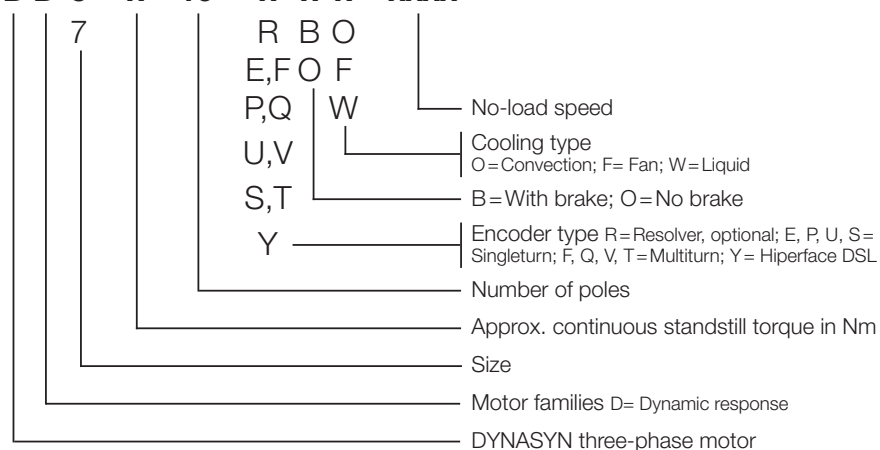 7 R B O
E,F O F
P,Q W
U,V
S,T
Y
No-load speed
Cooling type
O=Convection; F= Fan; W=Liquid
B=With brake; O=No brake
Encoder type R=Resolver, optional; E, P, U, S=
Singleturn; F, Q, V, T=Multiturn; Y= Hiperface DSL
Number of poles
Approx. continuous standstill torque in Nm
Size
Motor families D= Dynamic response
DYNASYN three-phase motor